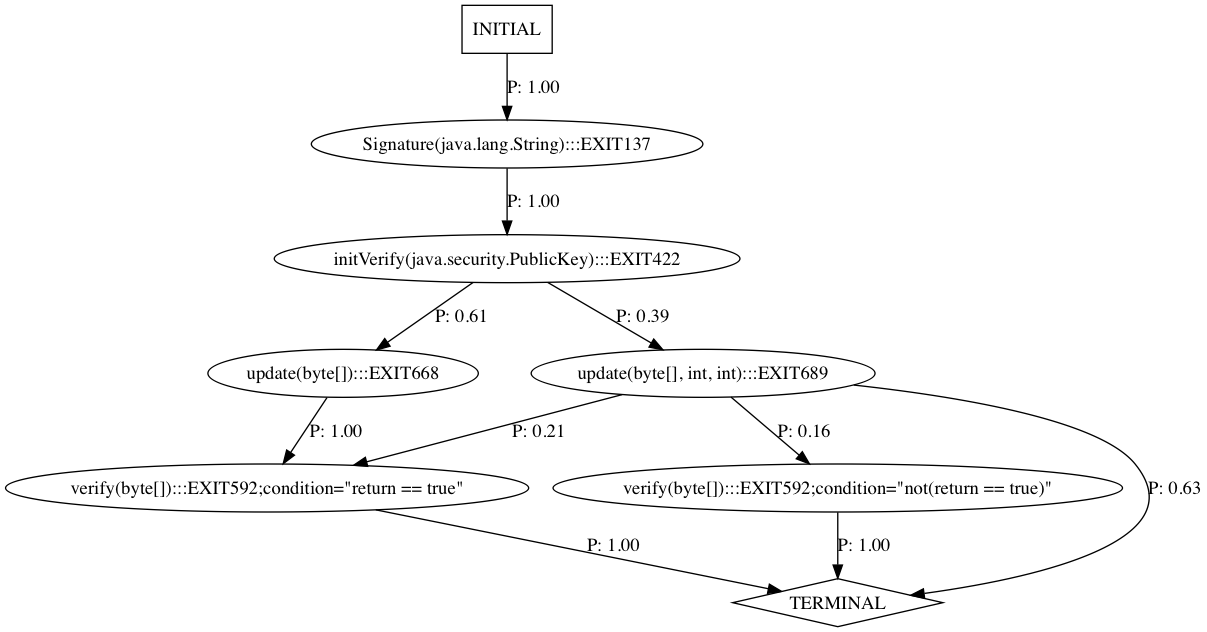 INITIAL
P: 1.00
Signature(java.lang.String):::EXIT137
P: 1.00
initVerify(java.security.PublicKey):::EXIT422
P: 0.61
P: 0.39
update(byte[]):::EXIT668
update(byte[], int, int):::EXIT689
P: 1.00
P: 0.21
P: 0.16
verify(byte[]):::EXIT592;condition="return == true"
verify(byte[]):::EXIT592;condition="not(return == true)"
P: 0.63
P: 1.00
P: 1.00
TERMINAL